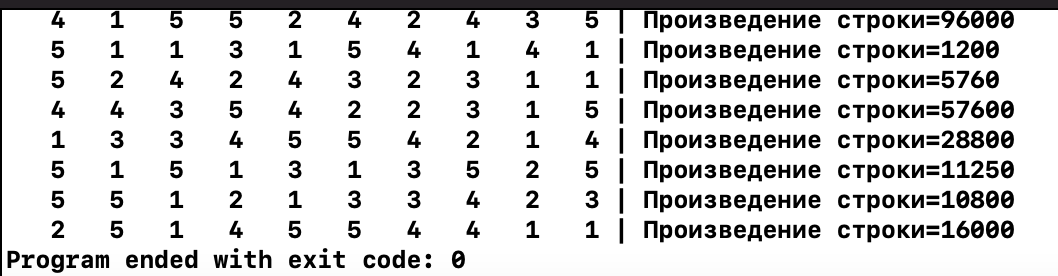 4 1 5 5 2 4 2 4 3 5 | Произведение строки=96000
5 1 1 3 1 5 4 1 4 1 | Произведение строки=1200
5 2 4 2 4 3 2 3 1 1 | Произведение строки=5760
4 4 3 5 4 2 2 3 1 5 | Произведение строки=57600
1 3 3 4 5 5 4 2 1 4 | Произведение строки=28800
5 1 5 1 3 1 3 5 2 5 | Произведение строки=11250
5 5 1 2 1 3 3 4 2 3 | Произведение строки=10800
2 5 1 4 5 5 4 4 1 1 | Произведение строки=16000
Program ended with exit code: 0